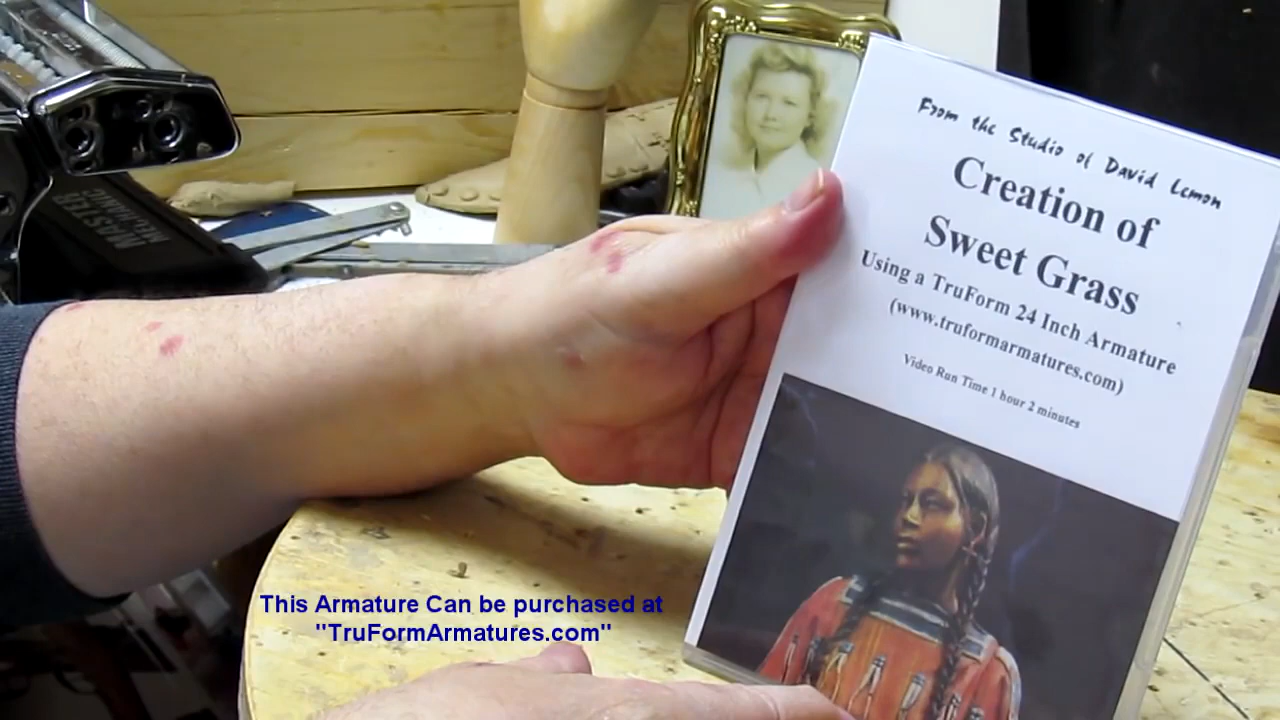 From the Studio of David Lemon
Creation of
Sweet Grass
Using a TruForm 24 Inch Armature
(www.truformarmatures.com)
Video Run Time 1 hour 2 minutes
MASTER
This Armature Can be purchased at
"TruFormArmatures.com"